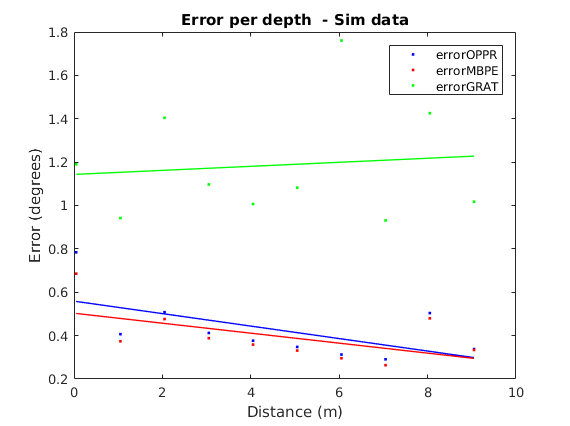 Error per depth - Sim data
errorOPPR
errorMBPE
errorGRAT
Error (degrees)
1.8
1.6
1.4
1.2
1
0.8
0.6
0.4
0.2
0 2 4 6 8 10
Distance (m)